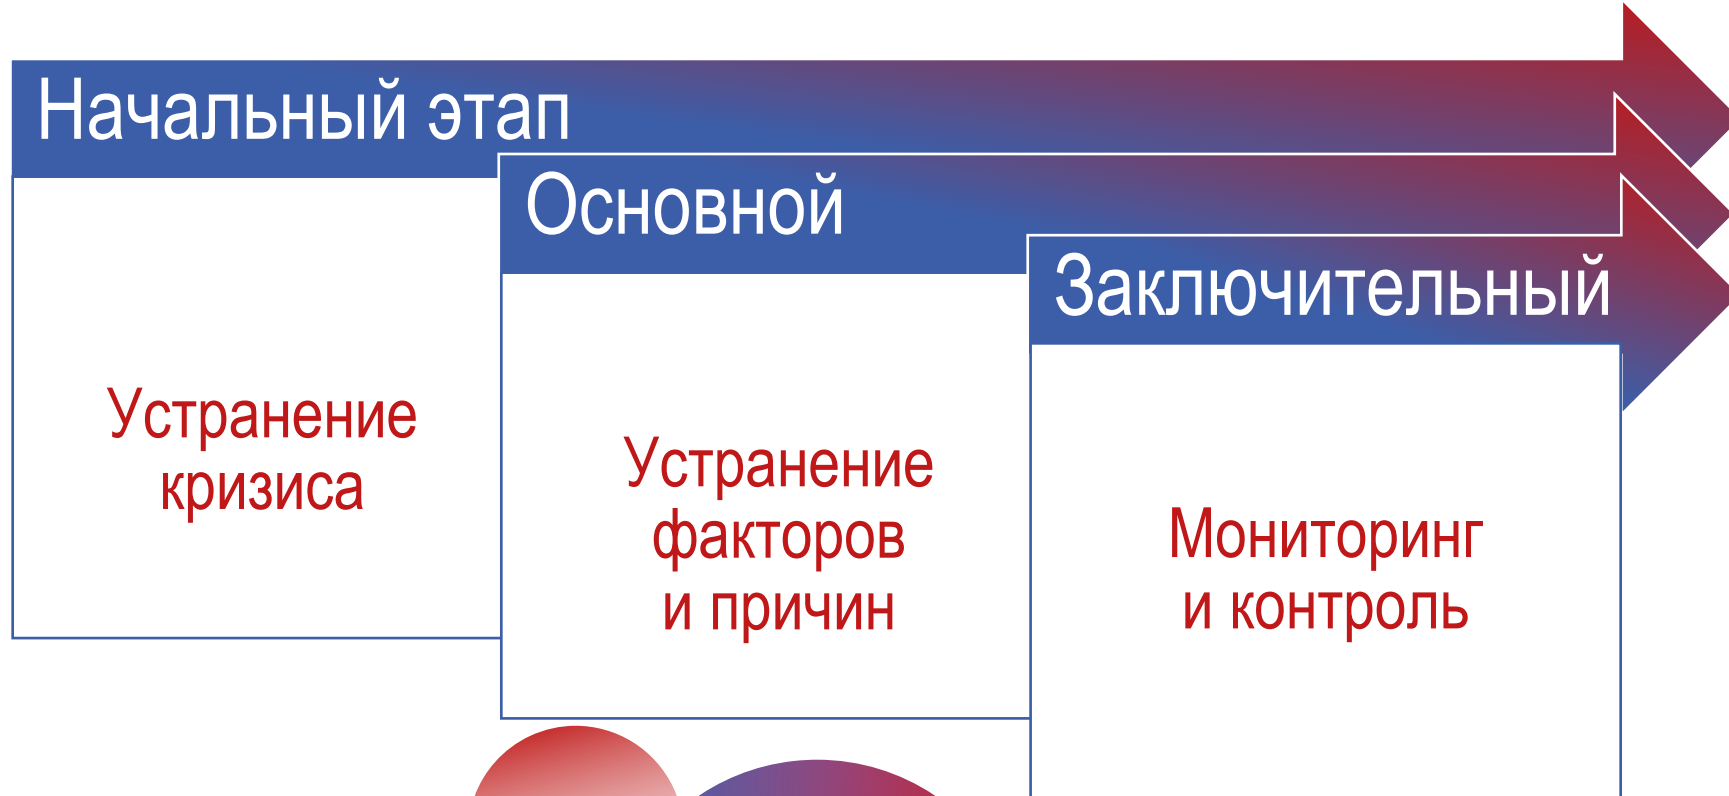 Начальный этап
Основной
Заключительный
Устранение
кризиса
Устранение
факторов
и причин
Мониторинг
и контроль